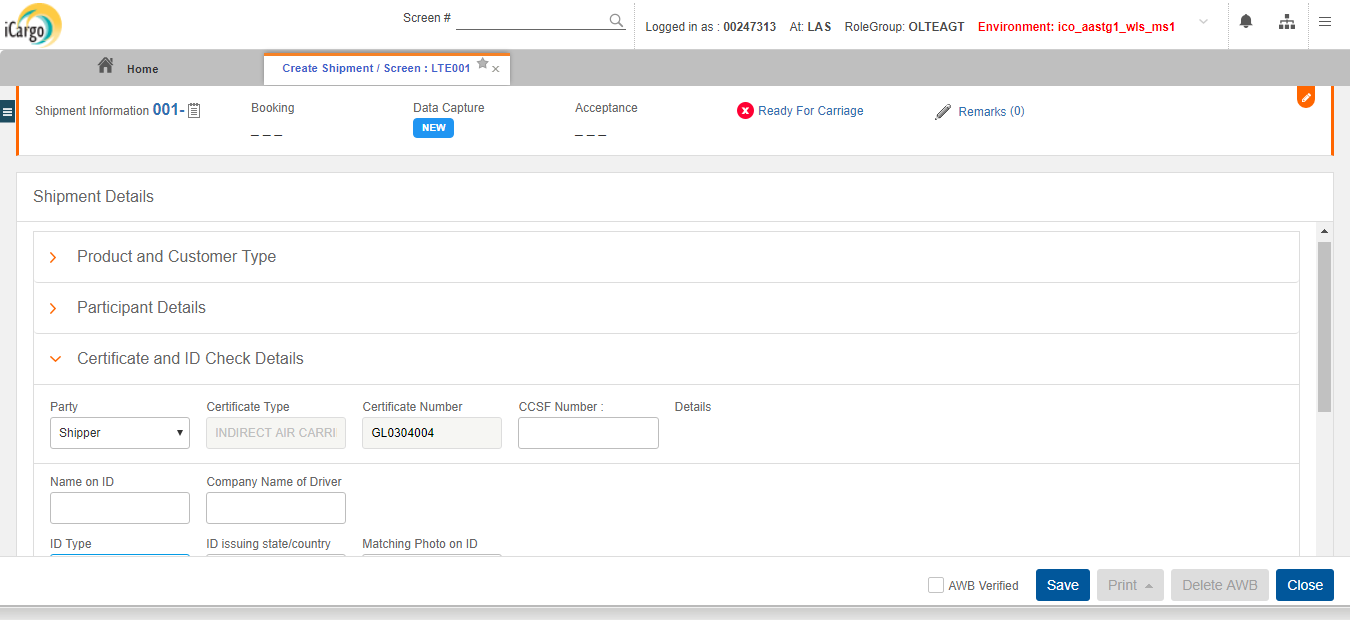 iCargo
Screen #
Logged in as : 00247313 At: LAS RoleGroup: OLTEAGT Environment: ico_aastg1_wls_ms1
Home
Create Shipment / Screen : LTE001
Shipment Information 001-
Booking
Data Capture
Acceptance
Ready For Carriage
Remarks (0)
_ _ _
NEW
_ _ _
Shipment Details
Product and Customer Type
Participant Details
Certificate and ID Check Details
Party Certificate Type Certificate Number CCSF Number : Details
Shipper INDIRECT AIR CARRI GL0304004
Name on ID Company Name of Driver
ID Type ID issuing state/country Matching Photo on ID
AWB Verified Save Print Delete AWB Close